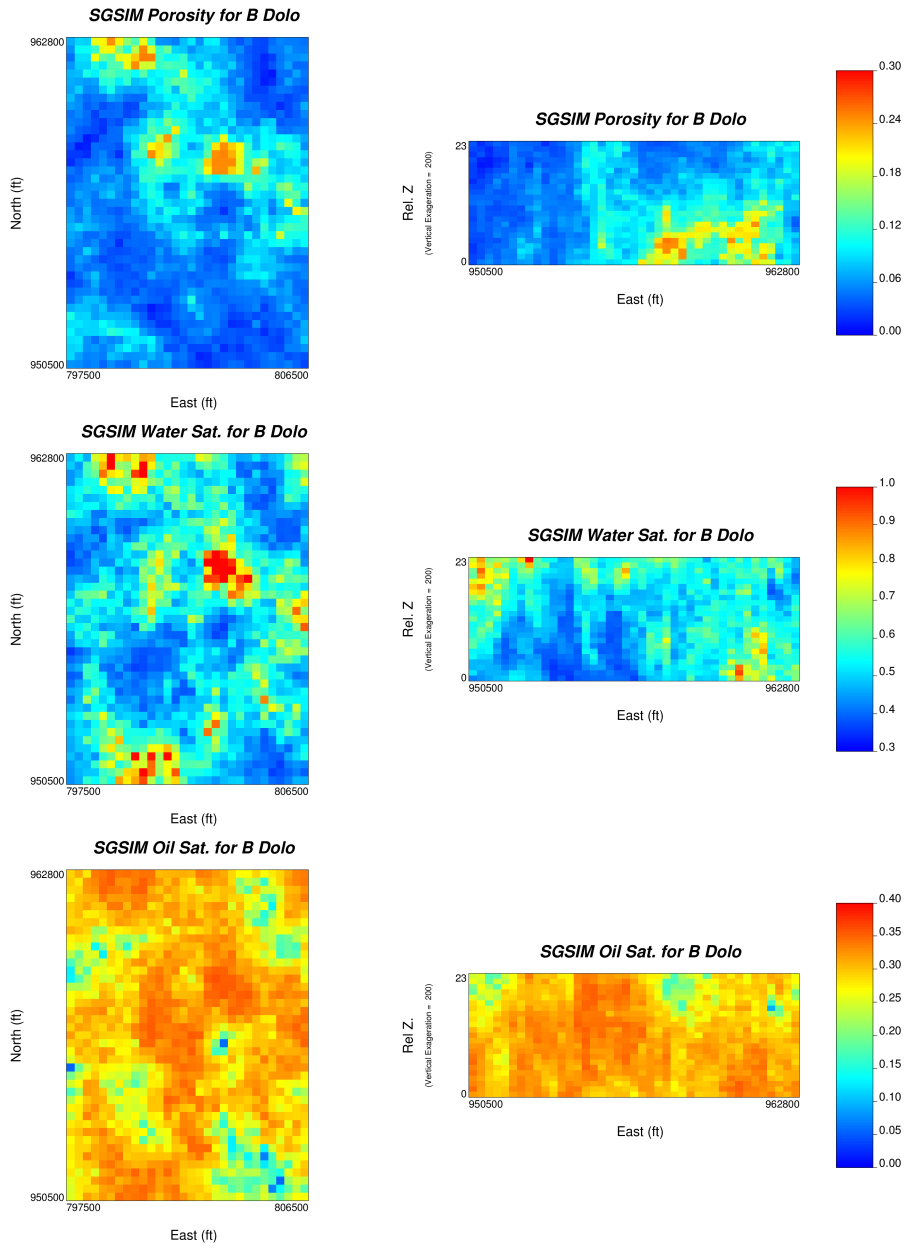 SGSIM Porosity for B Dolo
962800
North (ft)
950500
797500
806500
East (ft)
SGSIM Porosity for B Dolo
23
Rel. Z
(Vertical Exageration = 200)
0
950500
962800
East (ft)
0.30
0.24
0.18
0.12
0.06
0.00
SGSIM Water Sat. for B Dolo
962800
North (ft)
950500
797500
806500
East (ft)
SGSIM Water Sat. for B Dolo
23
Rel. Z
(Vertical Exageration = 200)
0
950500
962800
East (ft)
1.0
0.9
0.8
0.7
0.6
0.5
0.4
0.3
SGSIM Oil Sat. for B Dolo
962800
North (ft)
950500
797500
806500
East (ft)
SGSIM Oil Sat. for B Dolo
23
Rel Z.
(Vertical Exageration = 200)
0
950500
962800
East (ft)
0.40
0.35
0.30
0.25
0.20
0.15
0.10
0.05
0.00